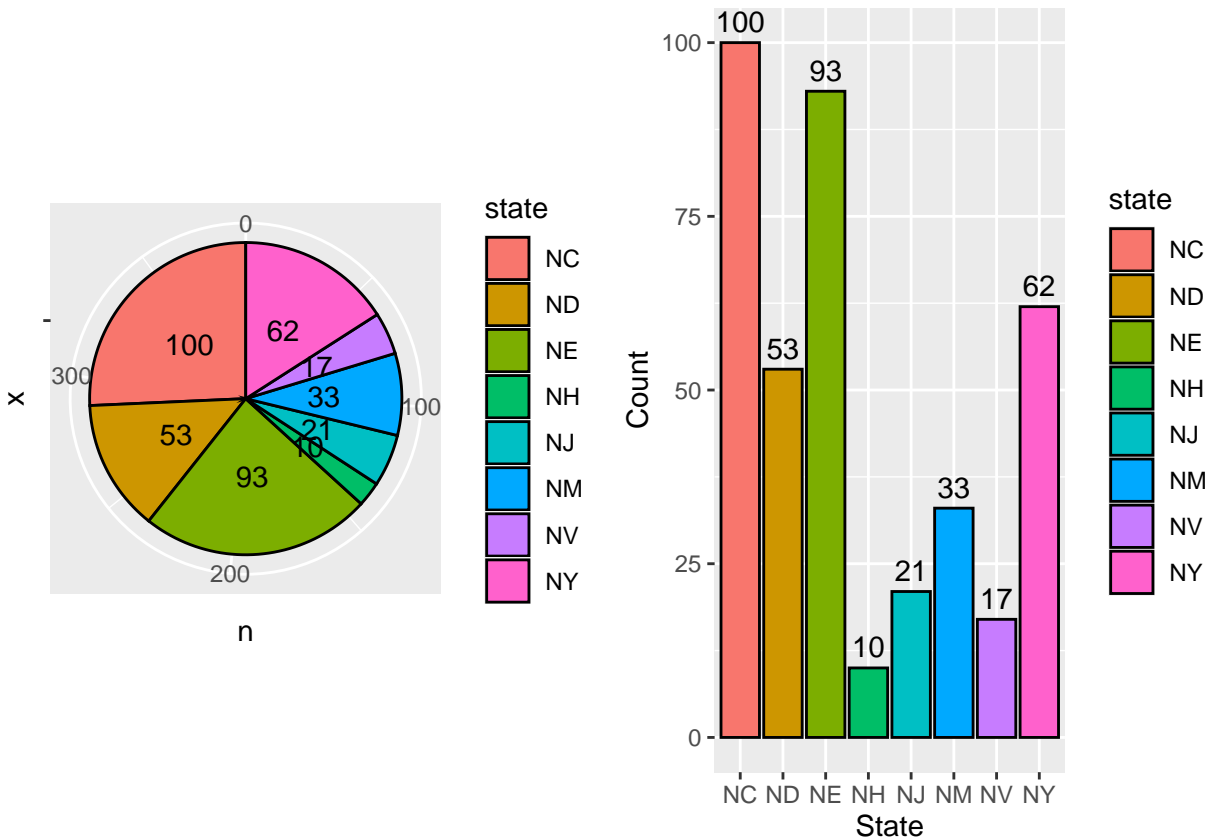 0
100
200
300
62
17
33
21
10
93
53
100
x
n
state
NC
ND
NE
NH
NJ
NM
NV
NY
Count
100
75
50
25
0
100
53
93
10
21
33
17
62
NC ND NE NH NJ NM NV NY
State
state
NC
ND
NE
NH
NJ
NM
NV
NY